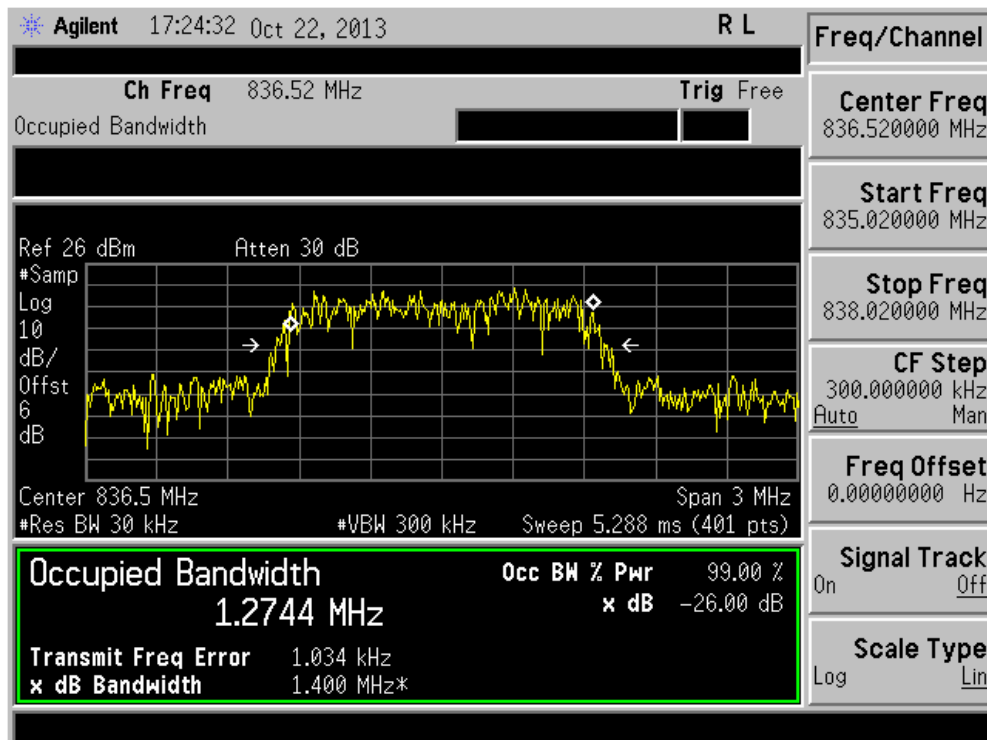 Agilent 17:24:32 Oct 22, 2013 R L
Freq/Channel
Ch Freq 836.52 MHz Trig Free
Occupied Bandwidth
Center Freq
836.520000 MHz
Start Freq
835.020000 MHz
Stop Freq
838.020000 MHz
CF Step
300.000000 kHz
Auto Man
Freq Offset
0.00000000 Hz
Signal Track
On Off
Scale Type
Log Lin
Ref 26 dBm Atten 30 dB
#Samp
Log
10
dB/
Offst
6
dB
Center 836.5 MHz Span 3 MHz
#Res BW 30 kHz #VBW 300 kHz Sweep 5.288 ms (401 pts)
Occupied Bandwidth
1.2744 MHz
Occ BW % Pwr 99.00 %
x dB -26.00 dB
Transmit Freq Error 1.034 kHz
x dB Bandwidth 1.400 MHz*